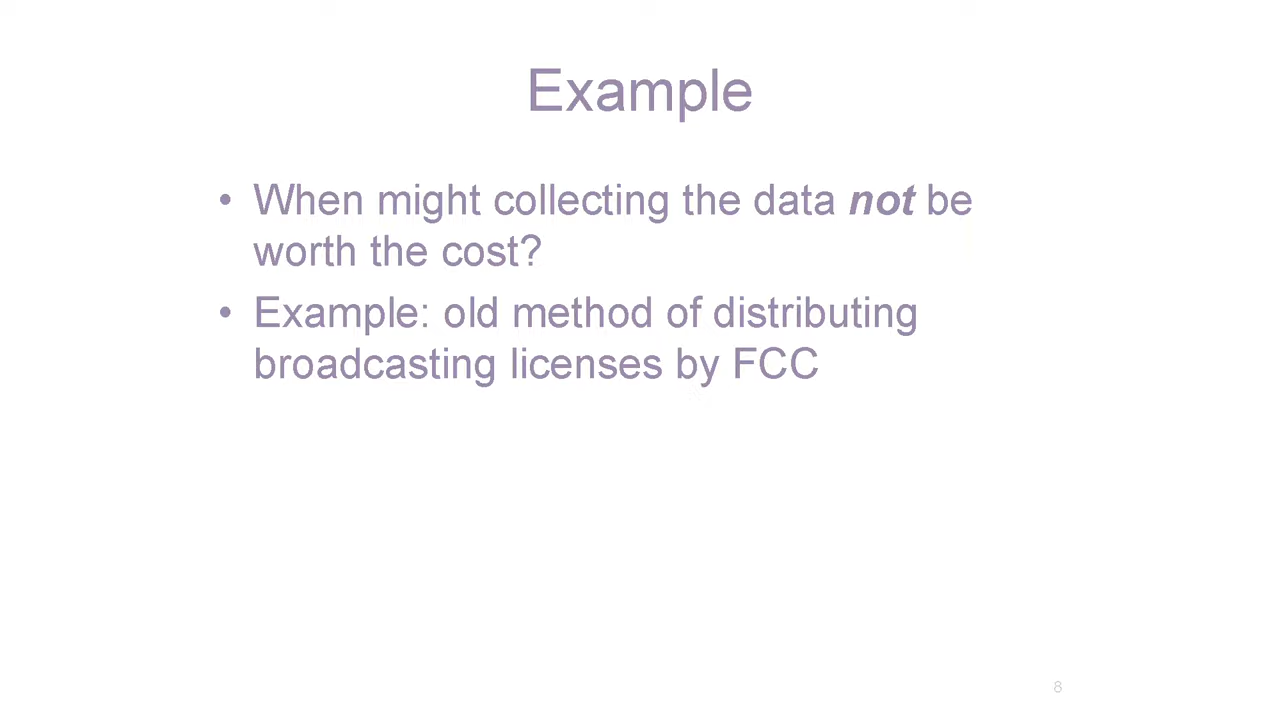 Example
• When might collecting the data not be
worth the cost?
• Example: old method of distributing
broadcasting licenses by FCC
8